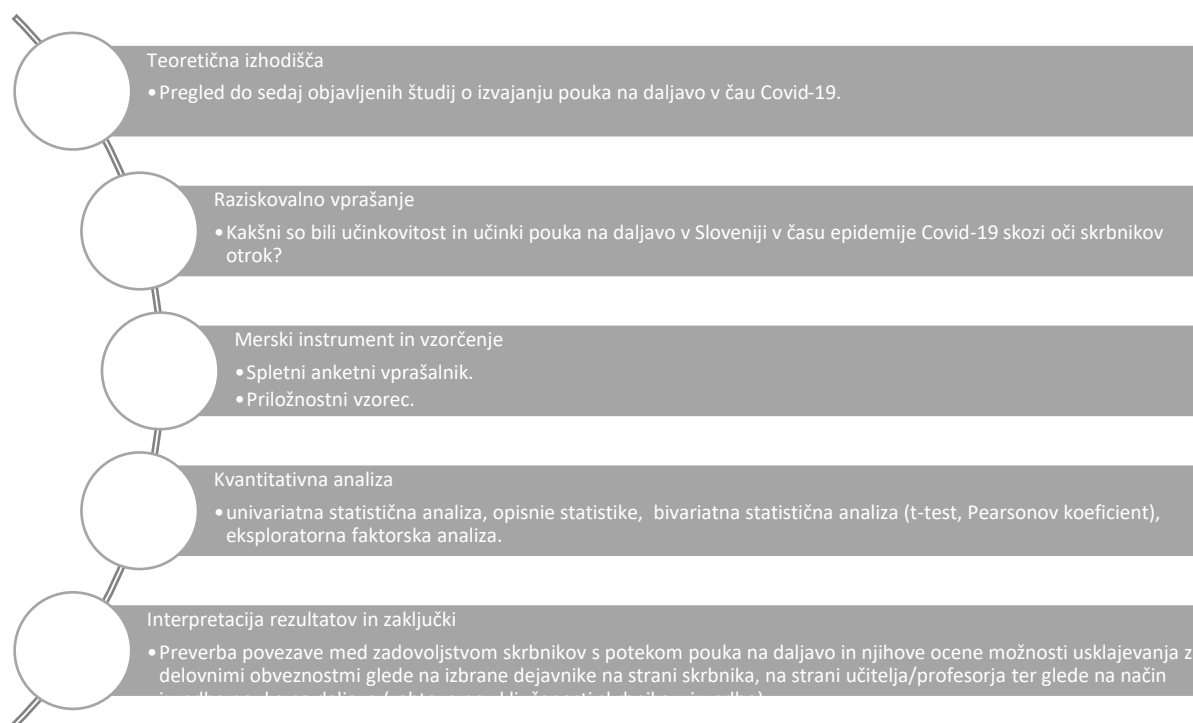 Teoretična izhodišča
•Pregled do sedaj objavljenih študij o izvajanju pouka na daljavo v čau Covid-19.
Raziskovalno vprašanje
•Kakšni so bili učinkovitost in učinki pouka na daljavo v Sloveniji v času epidemije Covid-19 skozi oči skrbnikov
otrok?
Merski instrument in vzorčenje
•Spletni anketni vprašalnik.
•Priložnostni vzorec.
Kvantitativna analiza
•univariatna statistična analiza, opisnie statistike, bivariatna statistična analiza (t-test, Pearsonov koeficient),
eksploratorna faktorska analiza.
Interpretacija rezultatov in zaključki
•Preverba povezave med zadovoljstvom skrbnikov s potekom pouka na daljavo in njihove ocene možnosti usklajevanja z
delovnimi obveznostmi glede na izbrane dejavnike na strani skrbnika, na strani učitelja/profesorja ter glede na način